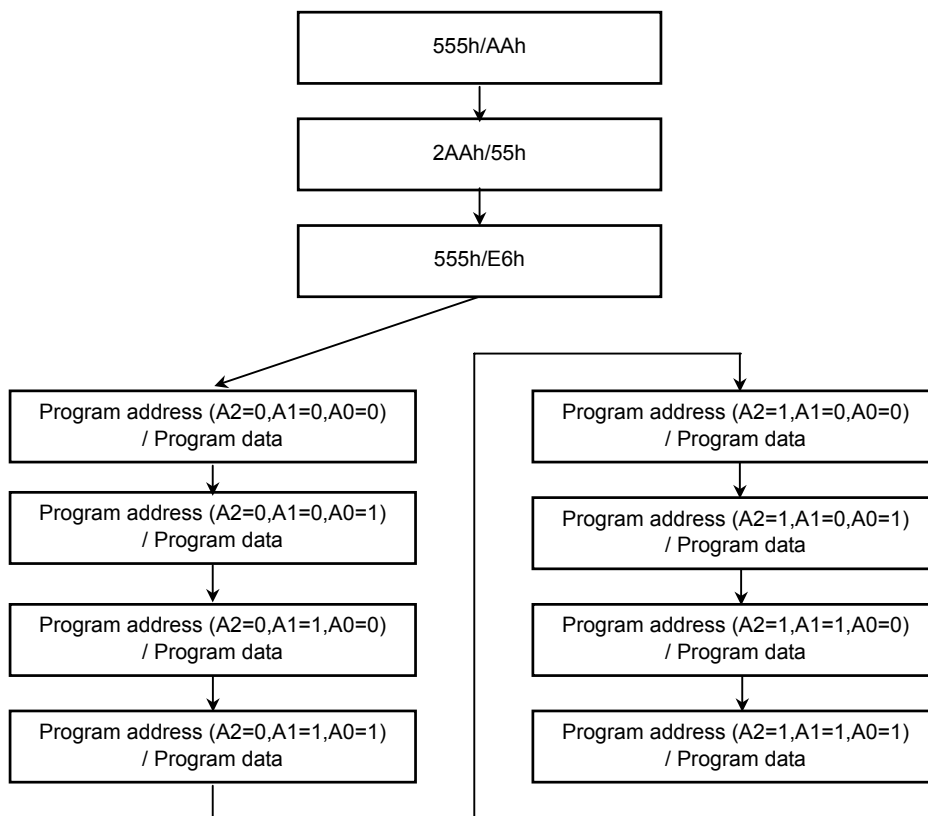 555h/AAh
2AAh/55h
555h/E6h
Program address (A2=0,A1=0,A0=0)
/ Program data
Program address (A2=0,A1=0,A0=1)
/ Program data
Program address (A2=0,A1=1,A0=0)
/ Program data
Program address (A2=0,A1=1,A0=1)
/ Program data
Program address (A2=1,A1=0,A0=0)
/ Program data
Program address (A2=1,A1=0,A0=1)
/ Program data
Program address (A2=1,A1=1,A0=0)
/ Program data
Program address (A2=1,A1=1,A0=1)
/ Program data